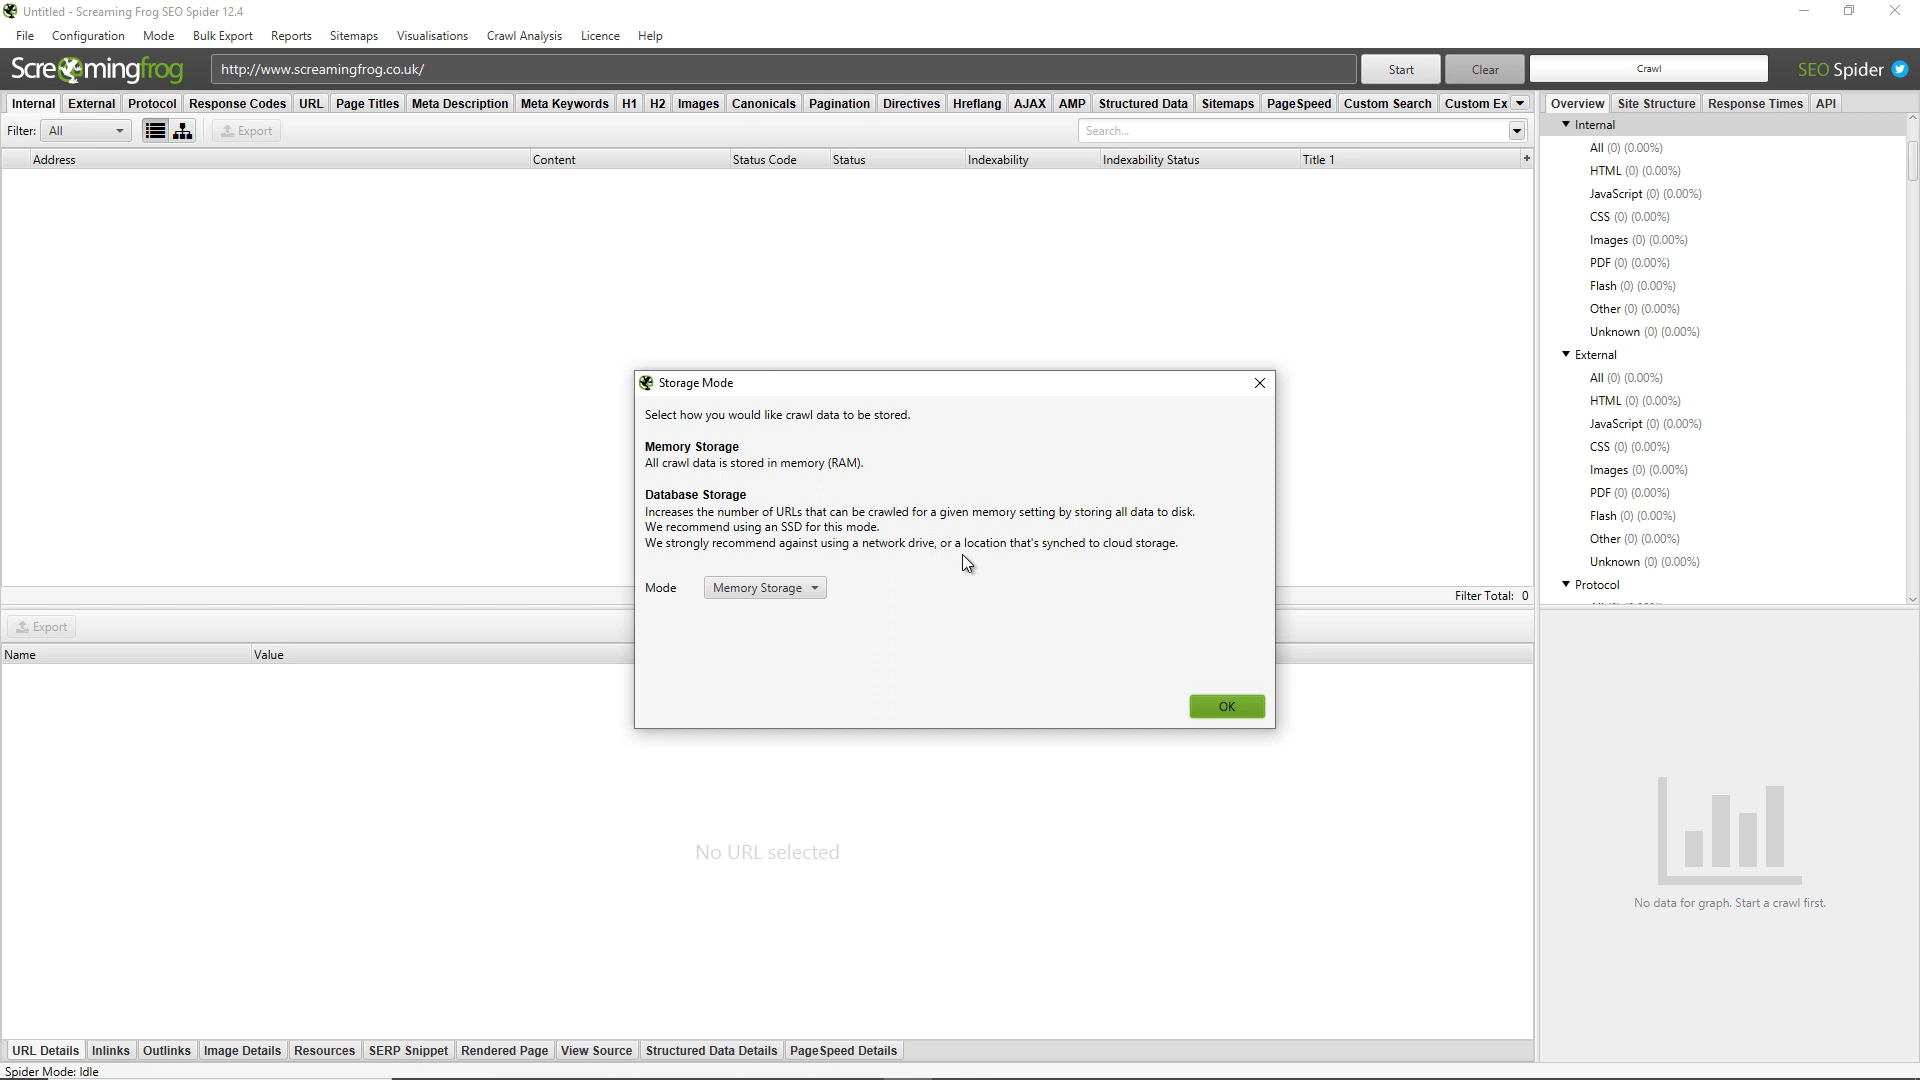 Untitled - Screaming Frog SEO Spider 12.4
File Configuration Mode Bulk Export Reports Sitemaps Visualisations Crawl Analysis Licence Help
Screamingfrog http://www.screamingfrog.co.uk/ Start Clear Crawl SEO Spider
Internal External Protocol Response Codes URL Page Titles Meta Description Meta Keywords H1 H2 Images Canonicals Pagination Directives Hreflang AJAX AMP Structured Data Sitemaps PageSpeed Custom Search Custom Ex
Filter: All Export Search...
Address Content Status Code Status Indexability Indexability Status Title 1 +
Overview Site Structure Response Times API
Internal
All (0) (0.00%)
HTML (0) (0.00%)
JavaScript (0) (0.00%)
CSS (0) (0.00%)
Images (0) (0.00%)
PDF (0) (0.00%)
Flash (0) (0.00%)
Other (0) (0.00%)
Unknown (0) (0.00%)
External
All (0) (0.00%)
HTML (0) (0.00%)
JavaScript (0) (0.00%)
CSS (0) (0.00%)
Images (0) (0.00%)
PDF (0) (0.00%)
Flash (0) (0.00%)
Other (0) (0.00%)
Unknown (0) (0.00%)
Protocol
Storage Mode
Select how you would like crawl data to be stored.
Memory Storage
All crawl data is stored in memory (RAM).
Database Storage
Increases the number of URLs that can be crawled for a given memory setting by storing all data to disk.
We recommend using an SSD for this mode.
We strongly recommend against using a network drive, or a location that's synched to cloud storage.
Mode Memory Storage
OK
Filter Total: 0
Export
Name Value
No URL selected
No data for graph. Start a crawl first.
URL Details Inlinks Outlinks Image Details Resources SERP Snippet Rendered Page View Source Structured Data Details PageSpeed Details
Spider Mode: Idle